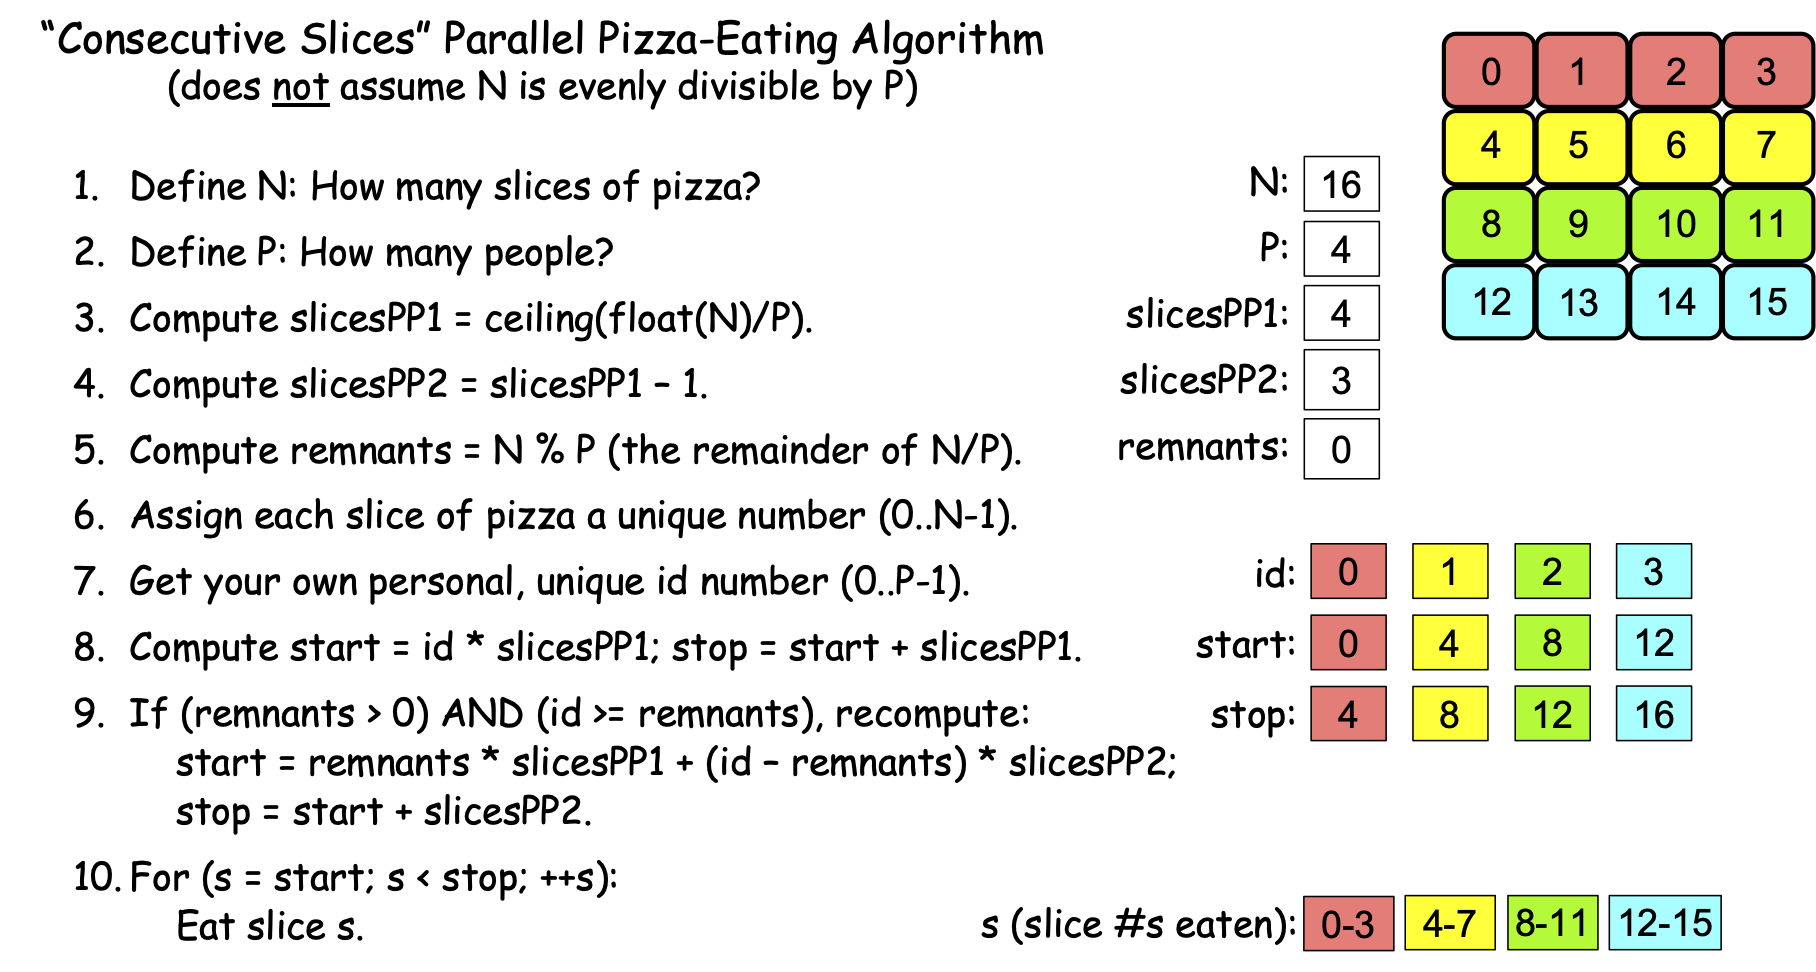 “Consecutive Slices” Parallel Pizza-Eating Algorithm
(does not assume N is evenly divisible by P)
1. Define N: How many slices of pizza?
2. Define P: How many people?
3. Compute slicesPP1 = ceiling(float(N)/P).
4. Compute slicesPP2 = slicesPP1 – 1.
5. Compute remnants = N % P (the remainder of N/P).
6. Assign each slice of pizza a unique number (0..N-1).
7. Get your own personal, unique id number (0..P-1).
8. Compute start = id * slicesPP1; stop = start + slicesPP1.
9. If (remnants > 0) AND (id >= remnants), recompute:
start = remnants * slicesPP1 + (id – remnants) * slicesPP2;
stop = start + slicesPP2.
10. For (s = start; s < stop; ++s):
Eat slice s.
N: 16
P: 4
slicesPP1: 4
slicesPP2: 3
remnants: 0
0 1 2 3
4 5 6 7
8 9 10 11
12 13 14 15
id: 0 1 2 3
start: 0 4 8 12
stop: 4 8 12 16
s (slice #s eaten): 0-3 4-7 8-11 12-15